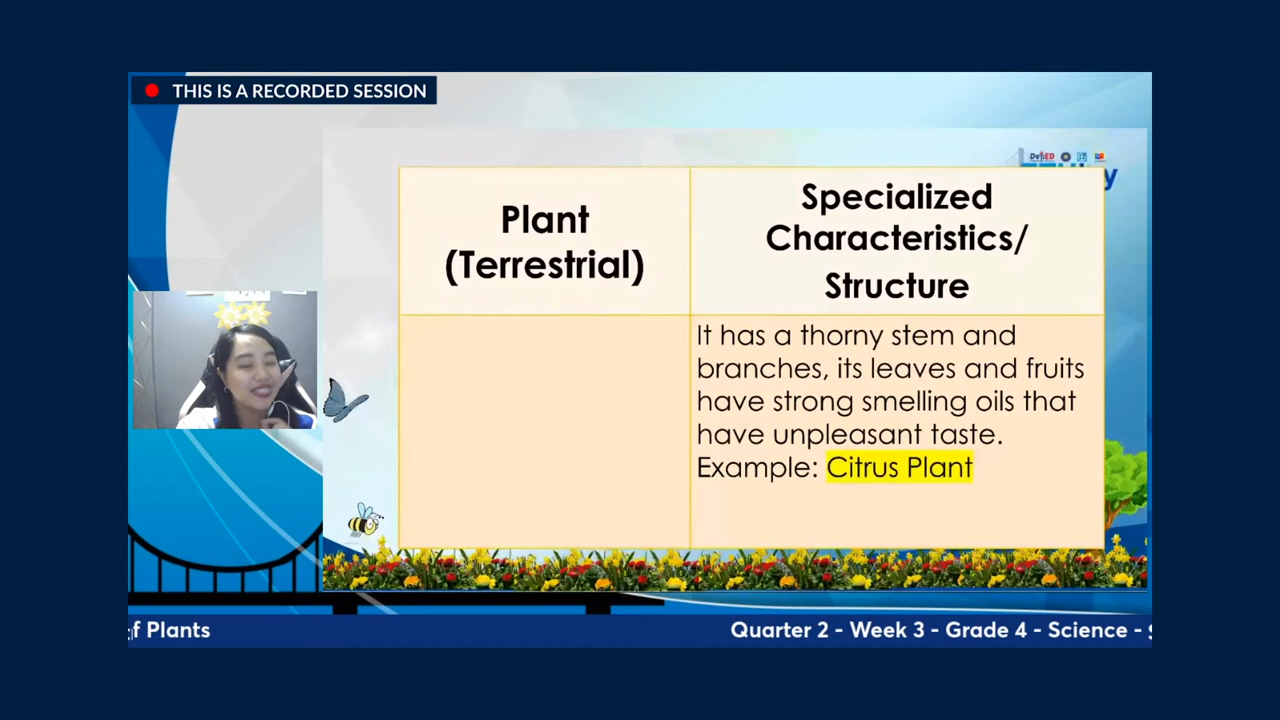 THIS IS A RECORDED SESSION
DepED
y
Plant
(Terrestrial)
Specialized
Characteristics/
Structure
It has a thorny stem and
branches, its leaves and fruits
have strong smelling oils that
have unpleasant taste.
Example: Citrus Plant
f Plants
Quarter 2 - Week 3 - Grade 4 - Science -